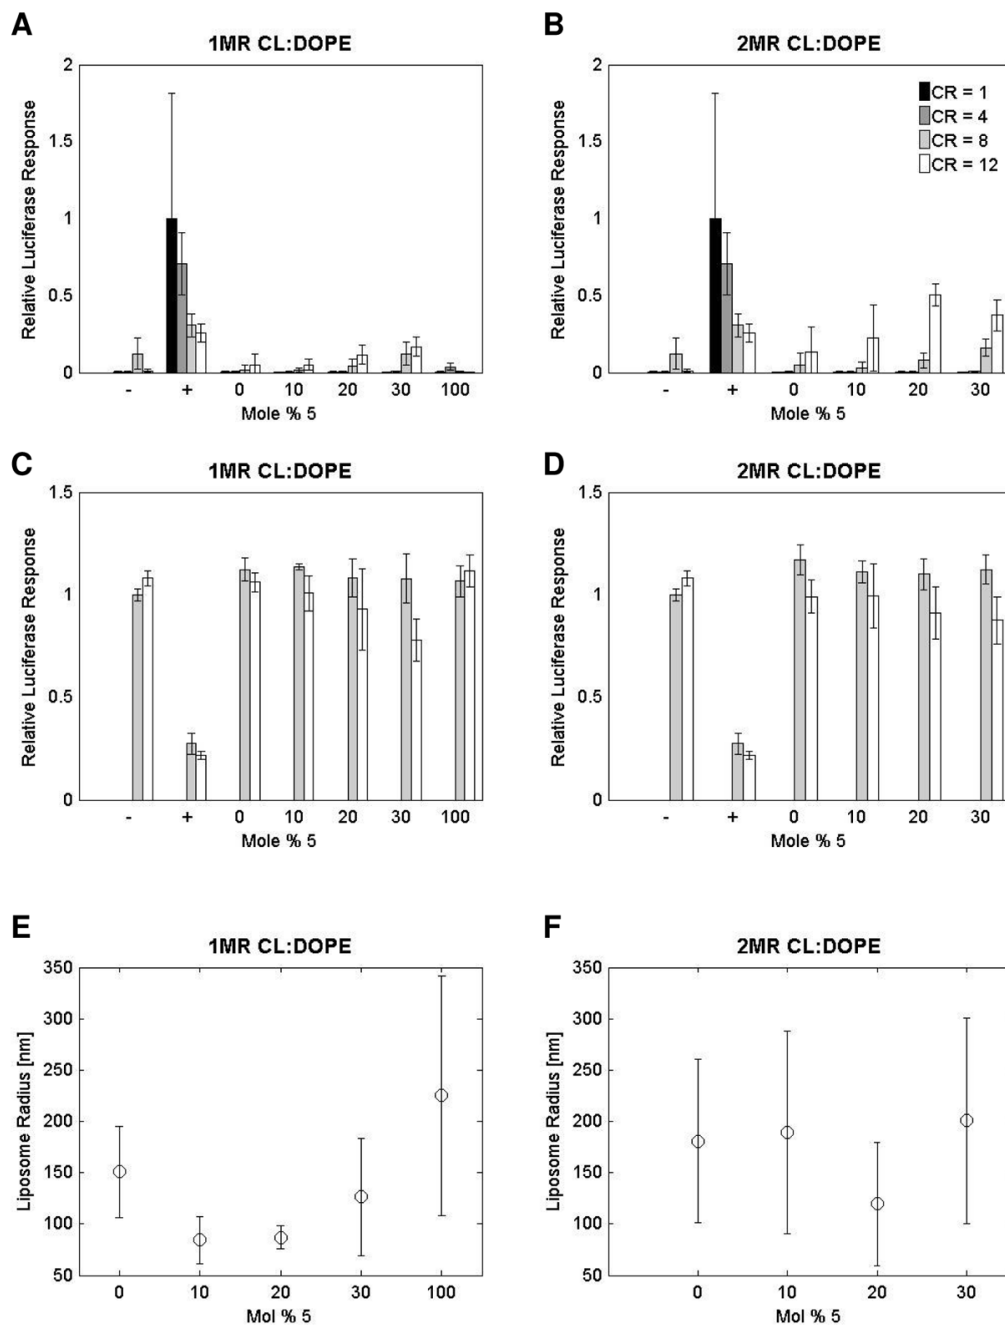 A
1MR CL:DOPE
Relative Luciferase Response
2
1.5
1
0.5
0
- + 0 10 20 30 100
Mole % 5
B
2MR CL:DOPE
Relative Luciferase Response
2
1.5
1
0.5
0
CR = 1
CR = 4
CR = 8
CR = 12
- + 0 10 20 30
Mole % 5
C
1MR CL:DOPE
Relative Luciferase Response
1.5
1
0.5
0
- + 0 10 20 30 100
Mole % 5
D
2MR CL:DOPE
Relative Luciferase Response
1.5
1
0.5
0
- + 0 10 20 30
Mole % 5
E
1MR CL:DOPE
Liposome Radius [nm]
350
300
250
200
150
100
50
0 10 20 30 100
Mol % 5
F
2MR CL:DOPE
Liposome Radius [nm]
350
300
250
200
150
100
50
0 10 20 30
Mol % 5